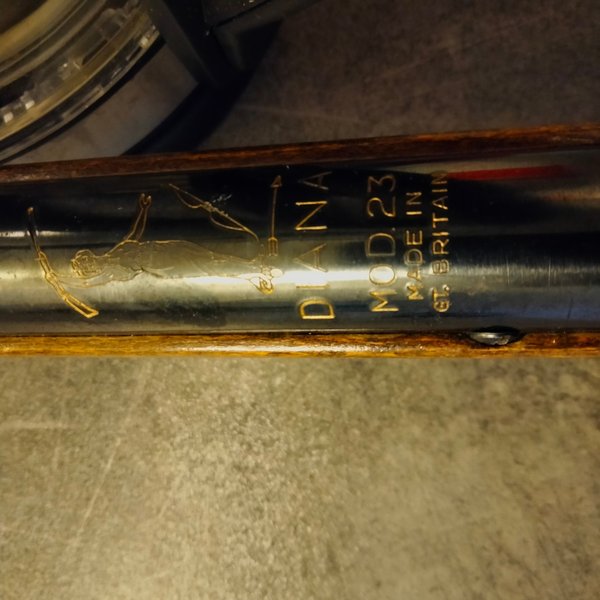 DIANA
MOD.23
MADE IN
GT. BRITAIN